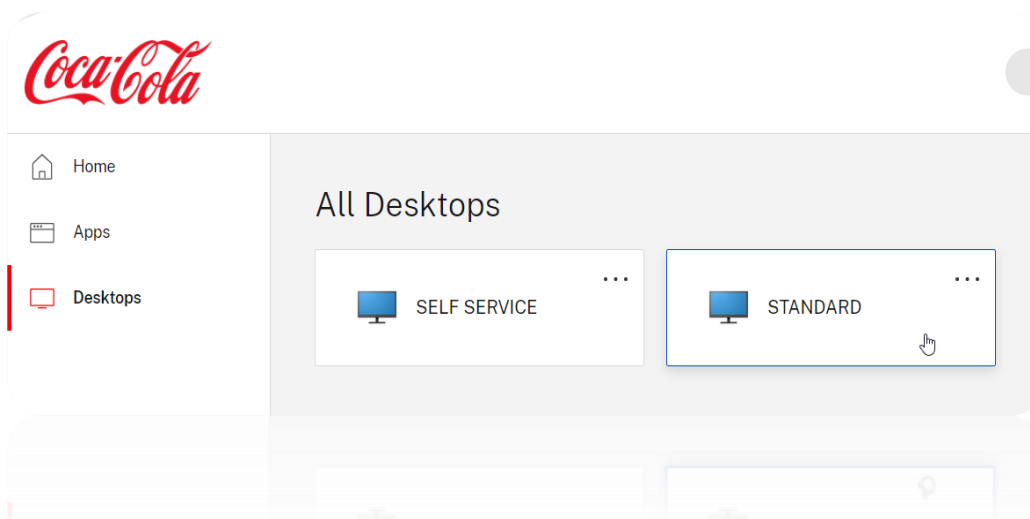 Coca-Cola
Home
Apps
Desktops
All Desktops
SELF SERVICE
STANDARD